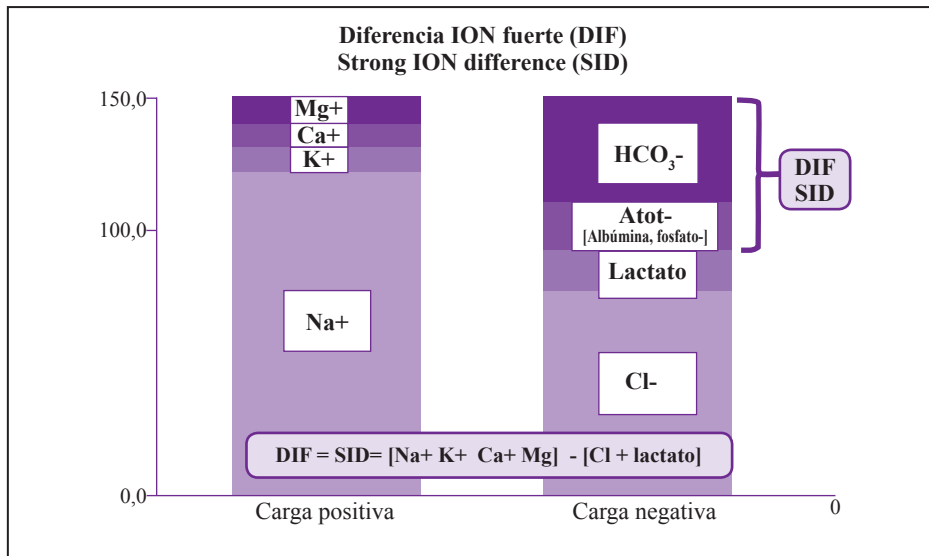 Diferencia ION fuerte (DIF)
Strong ION difference (SID)
150,0
100,0
0,0
Mg+
Ca+
K+
Na+
HCO₃-
Atot-
[Albúmina, fosfato-]
Lactato
Cl-
DIF
SID
DIF = SID= [Na+ K+ Ca+ Mg] - [Cl + lactato]
Carga positiva
Carga negativa
0